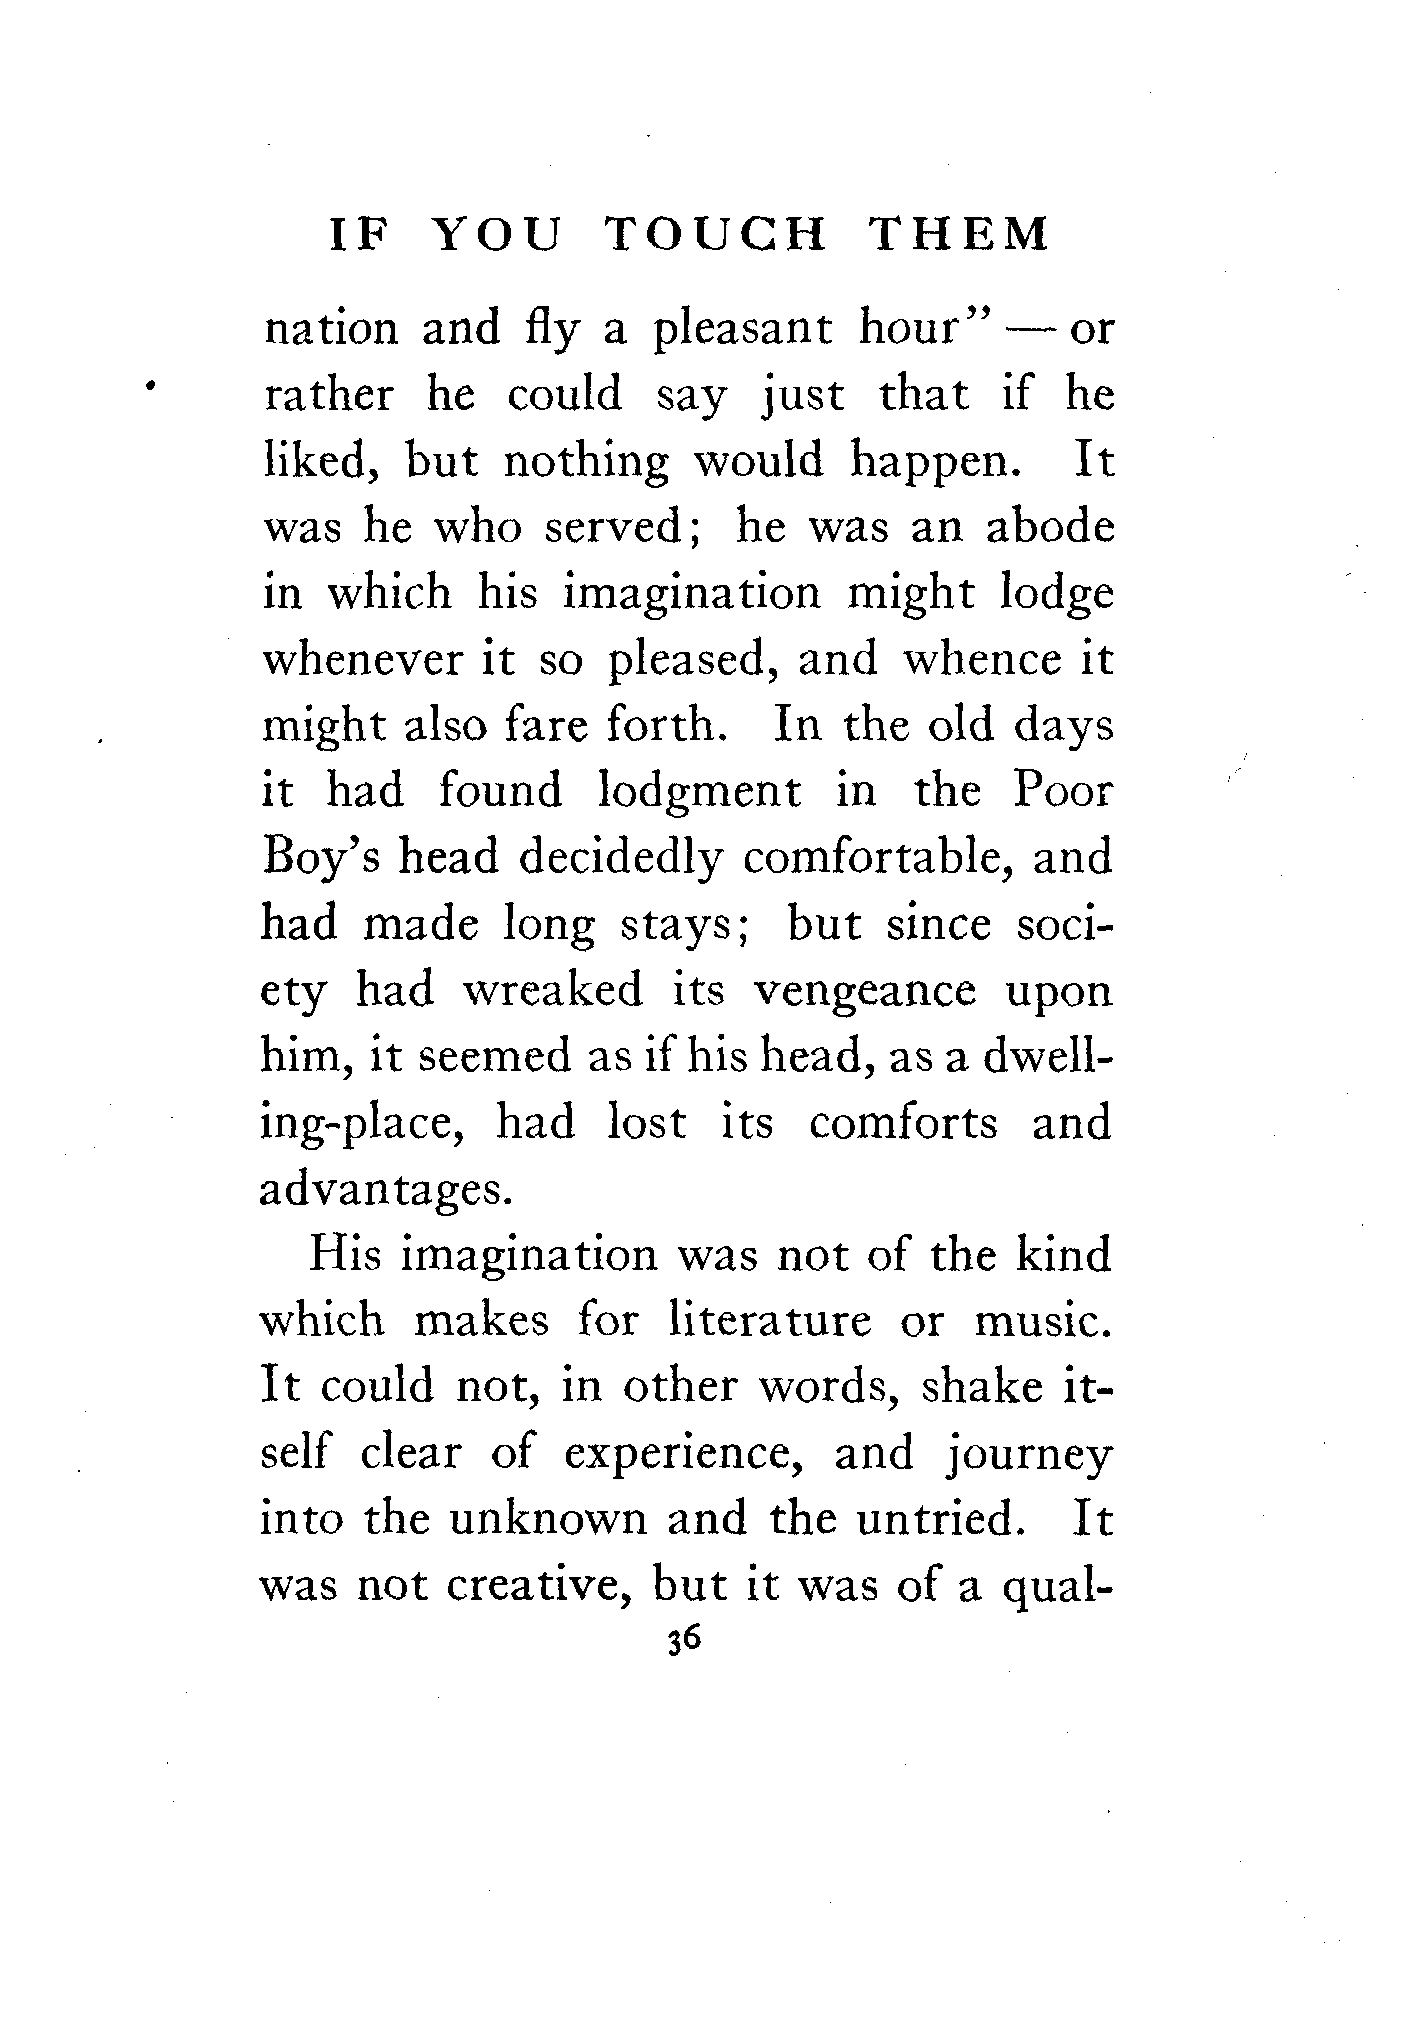 IF YOU TOUCH THEM
nation and fly a pleasant hour” — or
rather he could say just that if he
liked, but nothing would happen. It
was he who served; he was an abode
in which his imagination might lodge
whenever it so pleased, and whence it
might also fare forth. In the old days
it had found lodgment in the Poor
Boy’s head decidedly comfortable, and
had made long stays; but since soci-
ety had wreaked its vengeance upon
him, it seemed as if his head, as a dwell-
ing-place, had lost its comforts and
advantages.
His imagination was not of the kind
which makes for literature or music.
It could not, in other words, shake it-
self clear of experience, and journey
into the unknown and the untried. It
was not creative, but it was of a qual-
36